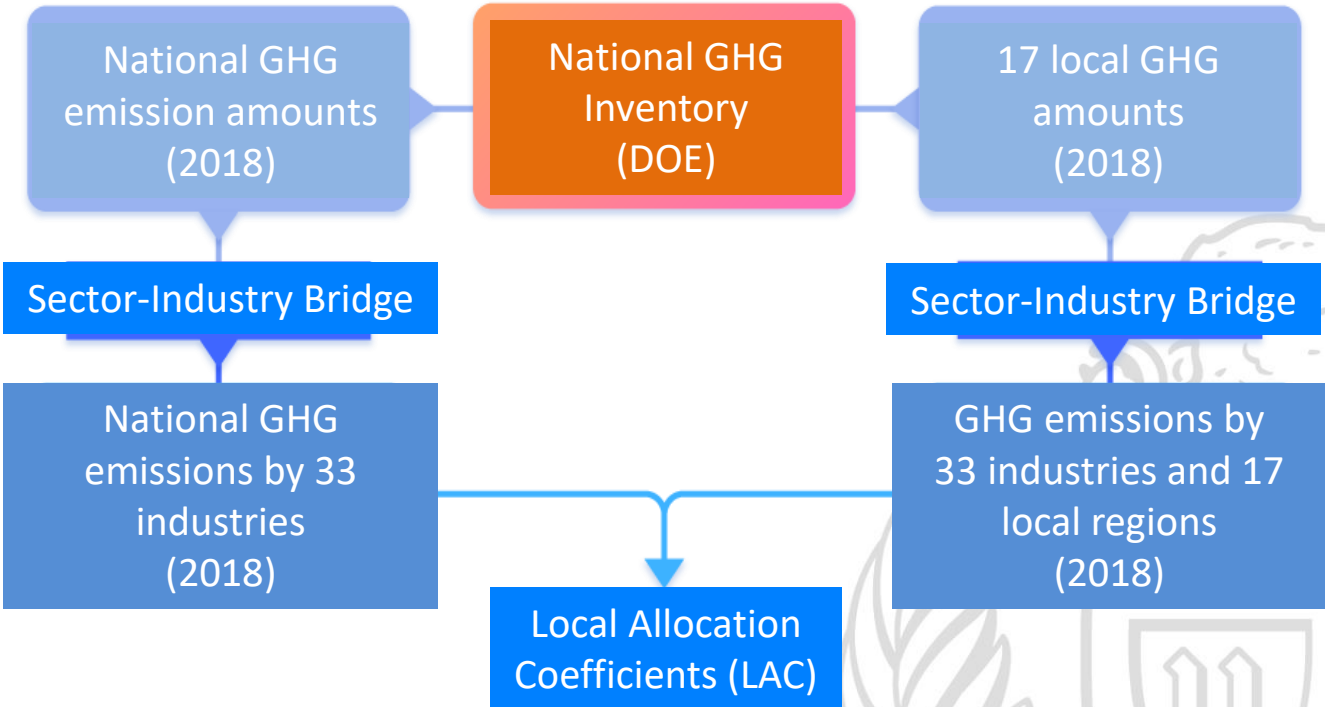 National GHG
emission amounts
(2018)
National GHG
Inventory
(DOE)
17 local GHG
amounts
(2018)
Sector-Industry Bridge
Sector-Industry Bridge
National GHG
emissions by 33
industries
(2018)
GHG emissions by
33 industries and 17
local regions
(2018)
Local Allocation
Coefficients (LAC)